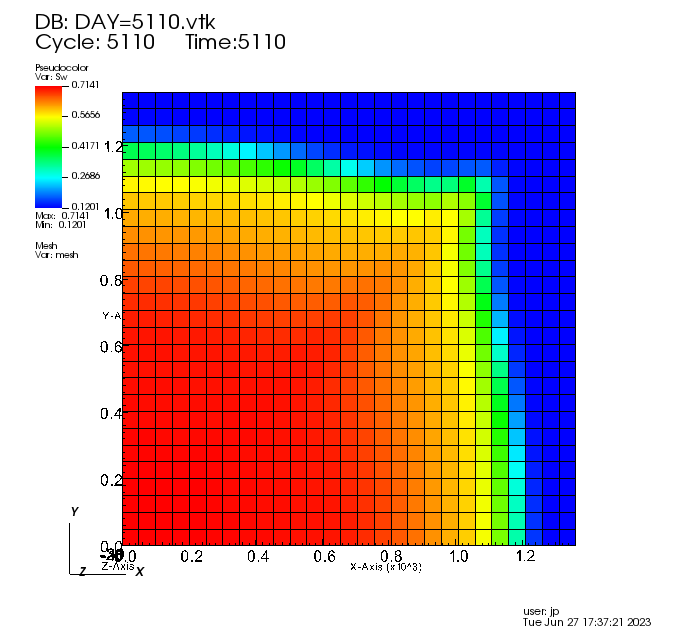 DB: DAY=5110.vtk
Cycle: 5110 Time:5110
Pseudocolor
Var: Sw
0.7141
0.5656
0.4171
0.2686
0.1201
Max: 0.7141
Min: 0.1201
Mesh
Var: mesh
1.2
1.0
0.8
Y-A
0.6
0.4
0.2
0.0
0.0 0.2 0.4 0.6 0.8 1.0 1.2
Z-Axis
X-Axis (x10^3)
Y
Z X
user: jp
Tue Jun 27 17:37:21 2023